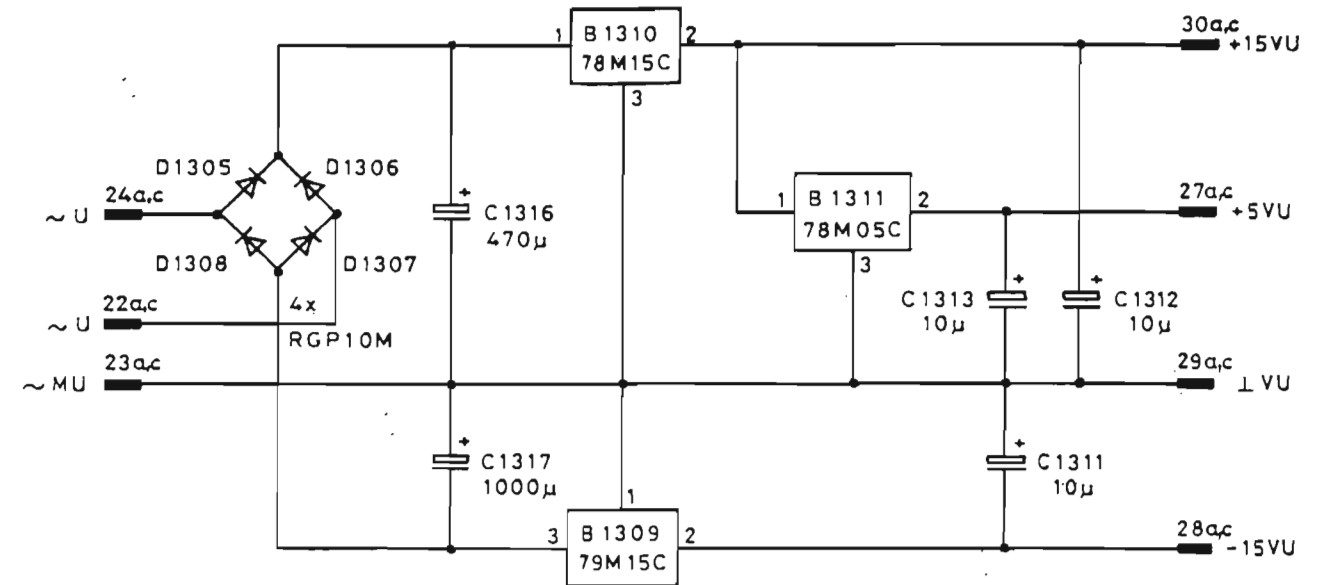 30a,c
1 B 1310 2
+15VU
78M15C
3
D1305 D1306
24a,c
~ U
+
C1316
470µ
1 B 1311 2
78M05C
3
27a,c
+5VU
D1308 D1307
22a,c
~ U
4x
RGP10M
+
C1313
10µ
+
C1312
10µ
23a,c
~ MU
29a,c
⊥ VU
+
C1317
1000µ
+
C1311
10µ
1
3 B 1309 2
79M15C
28a,c
-15VU